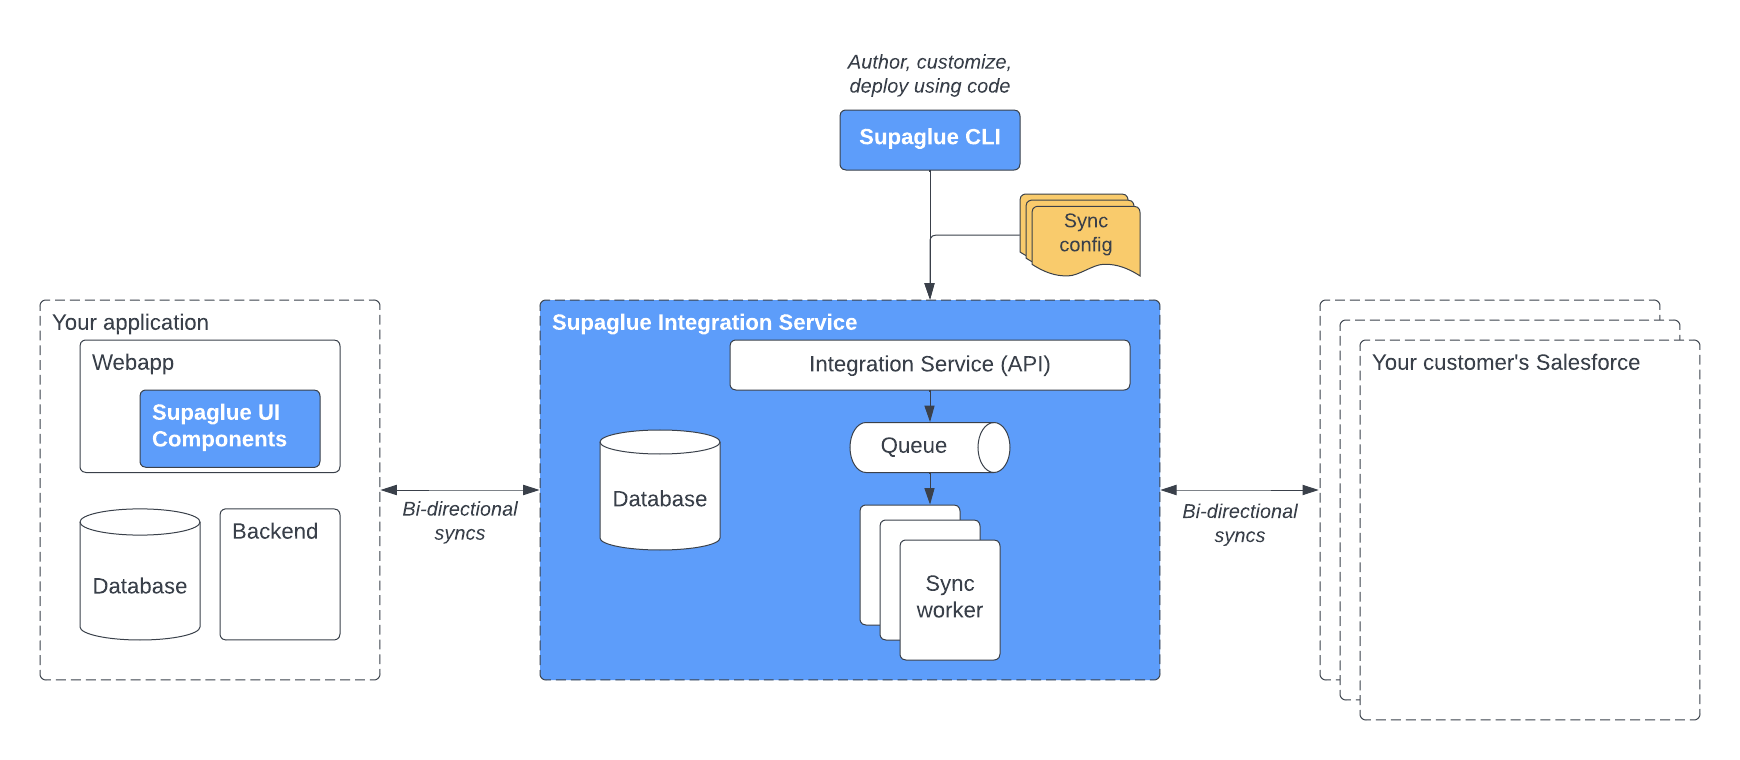 Author, customize,
deploy using code
Supaglue CLI
Sync
config
Your application
Webapp
Supaglue UI
Components
Database
Backend
Bi-directional
syncs
Supaglue Integration Service
Integration Service (API)
Queue
Database
Sync
worker
Bi-directional
syncs
Your customer's Salesforce